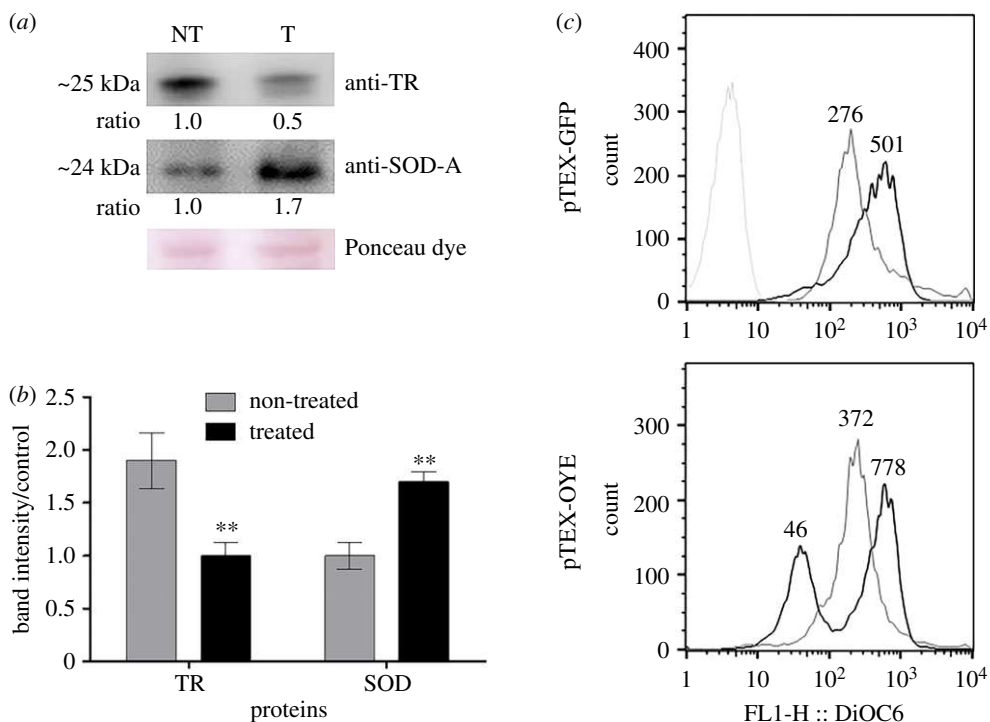 (a)
NT T
~25 kDa anti-TR
ratio 1.0 0.5
~24 kDa anti-SOD-A
ratio 1.0 1.7
Ponceau dye
(b)
2.5
2.0
1.5
1.0
0.5
0
band intensity/control
non-treated
treated
**
**
TR SOD
proteins
(c)
pTEX-GFP
count
400
300
200
100
0
276
501
1 10 10² 10³ 10⁴
pTEX-OYE
count
300
200
100
0
46
372
778
1 10 10² 10³ 10⁴
FL1-H :: DiOC6